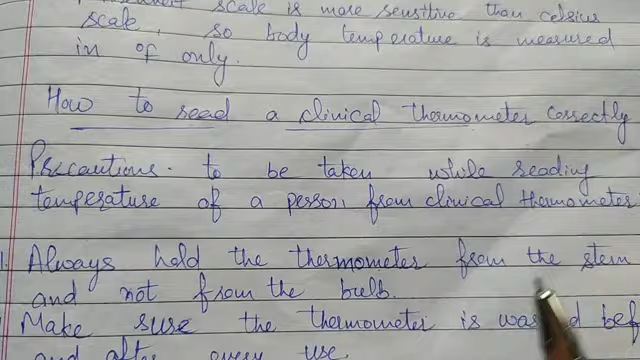 scale is more sensitive than celsius
scale, so body temperature is measured
in of only.
How to read a clinical thermometer correctly
Precautions- to be taken while reading
temperature of a person from clinical thermometer
1. Always hold the thermometer from the stem
and not from the bulb.
Make sure the thermometer is bef
and after every use.